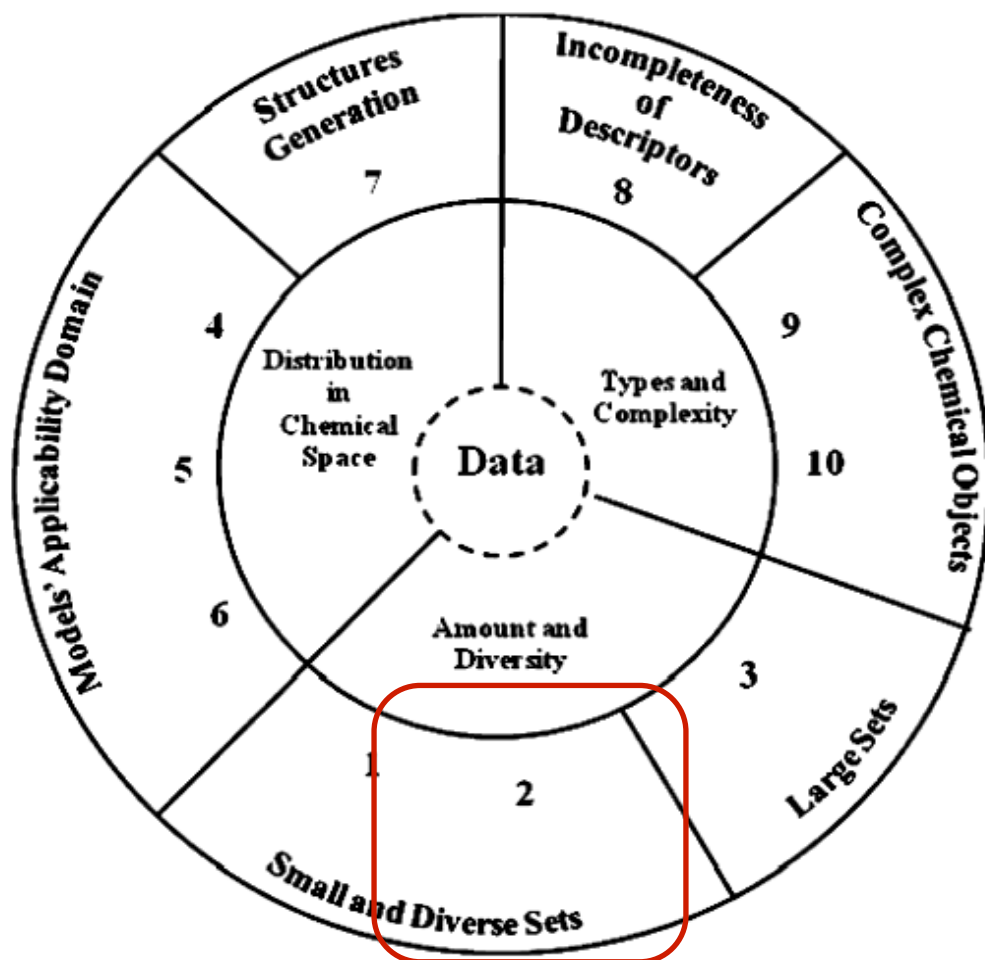 Structures
Generation
7
Incompleteness
of
Descriptors
8
Complex Chemical Objects
9
10
Models' Applicability Domain
4
5
6
Distribution
in
Chemical
Space
Types and
Complexity
Data
Amount and
Diversity
3
Large Sets
1
2
Small and Diverse Sets